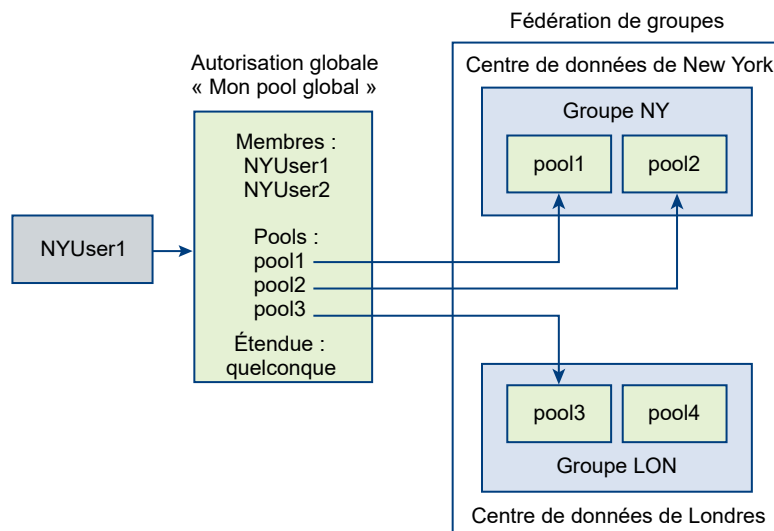 Fédération de groupes
Autorisation globale
« Mon pool global »
Centre de données de New York
Groupe NY
pool1
pool2
Membres :
NYUser1
NYUser2
NYUser1
Pools :
pool1
pool2
pool3
Étendue :
quelconque
pool3
pool4
Groupe LON
Centre de données de Londres